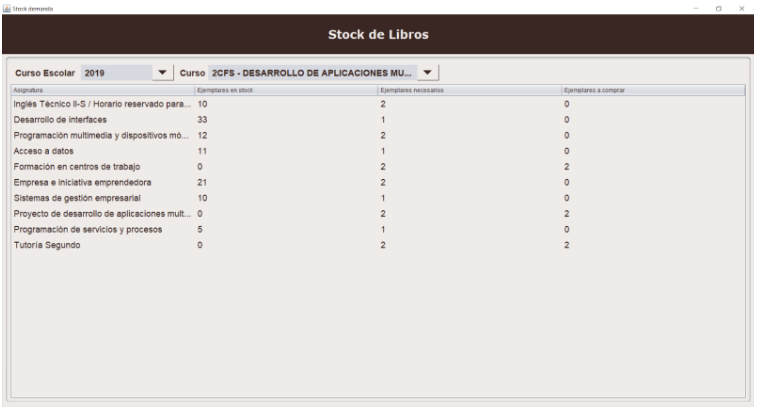 Stock demanda
Stock de Libros
Curso Escolar 2019 Curso 2CFS - DESARROLLO DE APLICACIONES MU...
Asignatura Ejemplares en stock Ejemplares necesarios Ejemplares a comprar
Inglés Técnico II-S / Horario reservado para... 10 2 0
Desarrollo de interfaces 33 1 0
Programación multimedia y dispositivos mó... 12 2 0
Acceso a datos 11 1 0
Formación en centros de trabajo 0 2 2
Empresa e iniciativa emprendedora 21 2 0
Sistemas de gestión empresarial 10 1 0
Proyecto de desarrollo de aplicaciones mult... 0 2 2
Programación de servicios y procesos 5 1 0
Tutoría Segundo 0 2 2